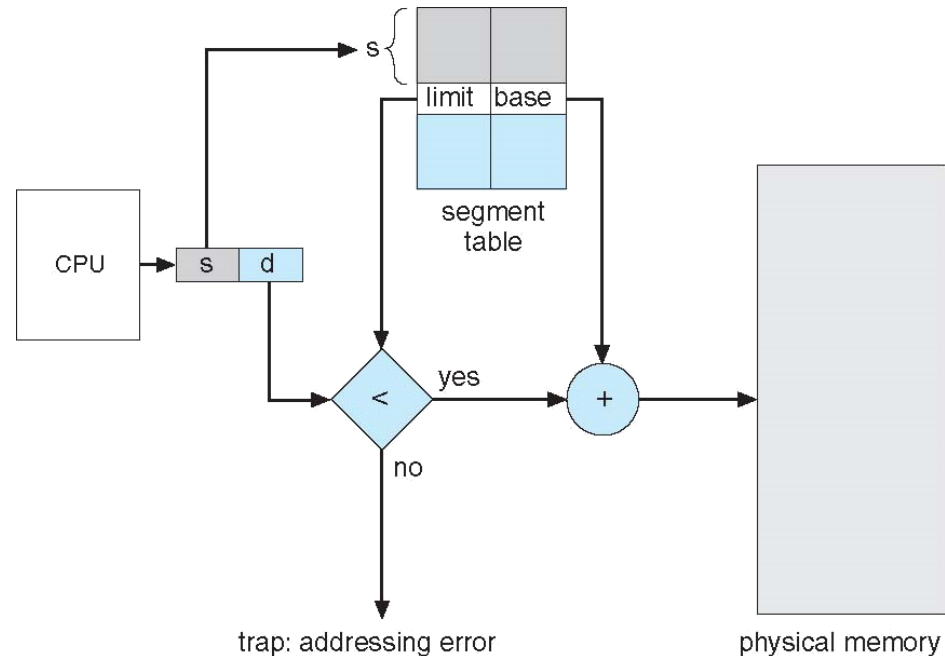 s
limit base
segment
table
CPU
s d
<
yes
+
no
trap: addressing error
physical memory